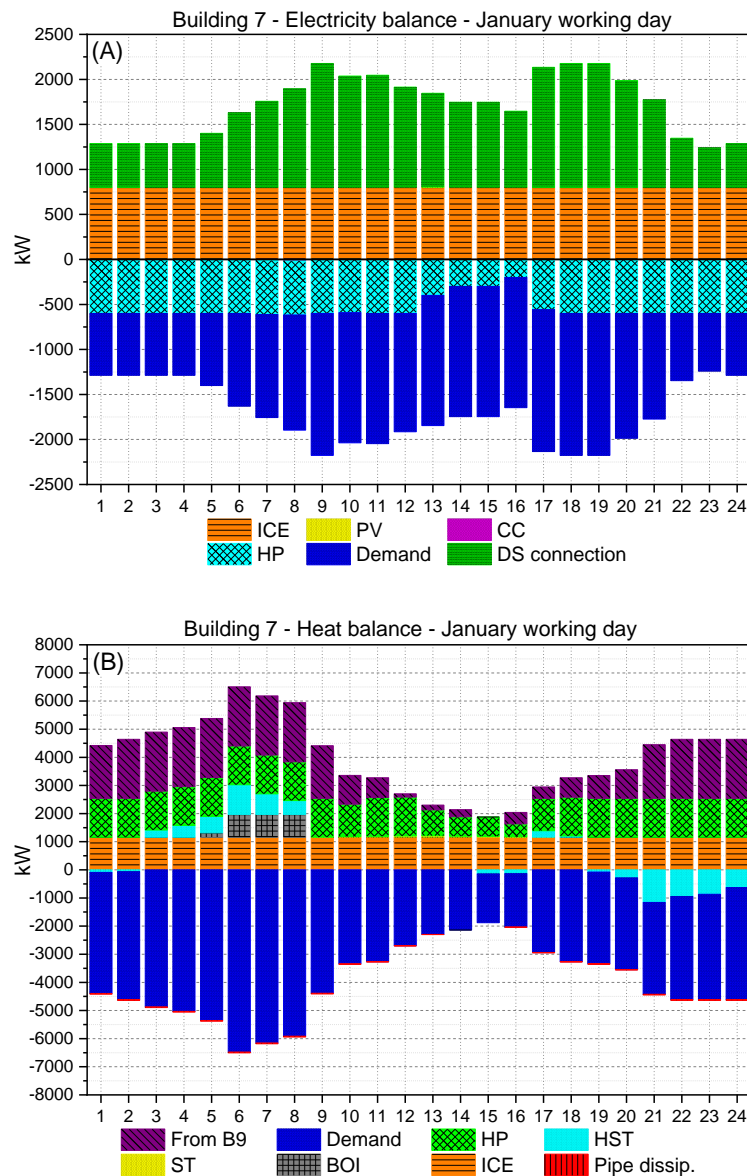 Building 7 - Electricity balance - January working day
(A)
2500
2000
1500
1000
500
0
-500
-1000
-1500
-2000
-2500
kW
1 2 3 4 5 6 7 8 9 10 11 12 13 14 15 16 17 18 19 20 21 22 23 24
ICE PV CC
HP Demand DS connection
Building 7 - Heat balance - January working day
(B)
8000
7000
6000
5000
4000
3000
2000
1000
0
-1000
-2000
-3000
-4000
-5000
-6000
-7000
-8000
kW
1 2 3 4 5 6 7 8 9 10 11 12 13 14 15 16 17 18 19 20 21 22 23 24
From B9 Demand HP HST
ST BOI ICE Pipe dissip.